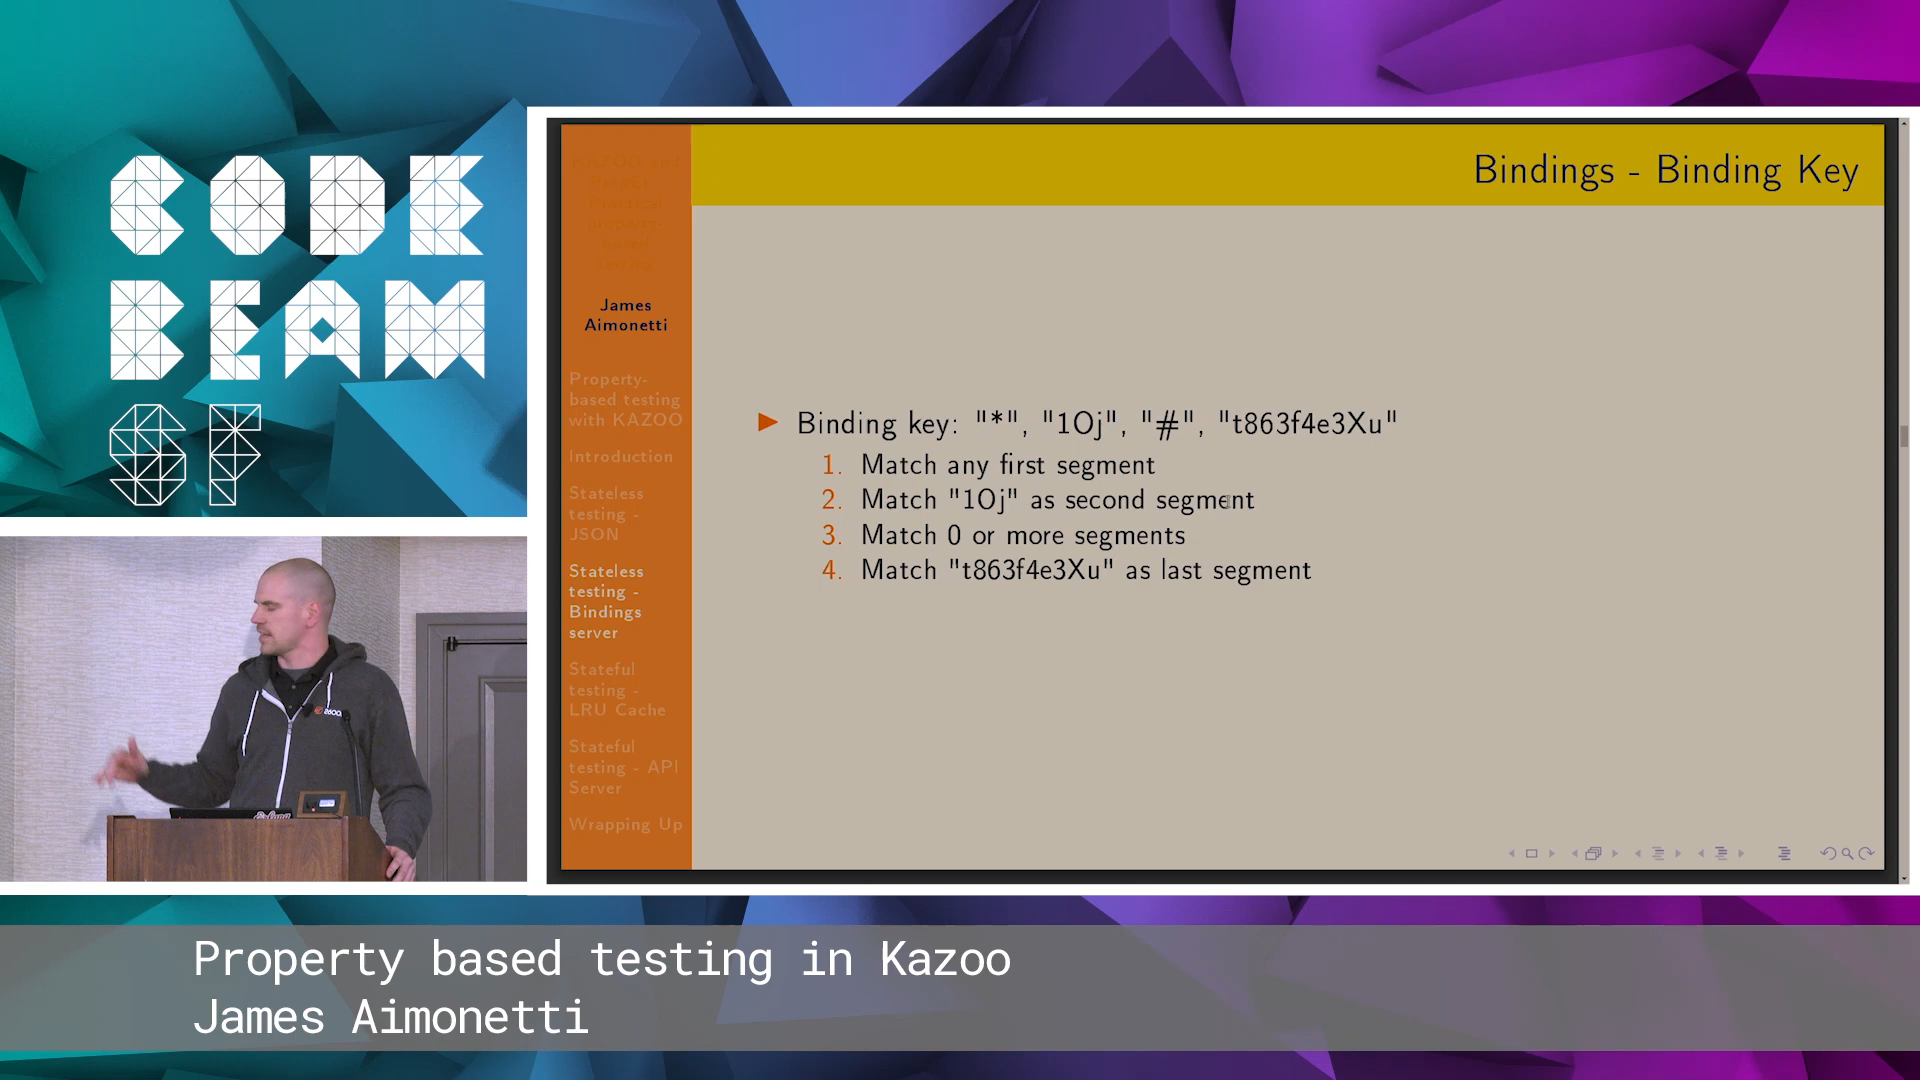 CODE
BEAM
SF
Bindings - Binding Key
James
Aimonetti
Property-
based testing
with KAZOO
Introduction
Stateless
testing -
JSON
Stateless
testing -
Bindings
server
Stateful
testing -
LRU Cache
Stateful
testing - API
Server
Wrapping Up
Binding key: "*", "1Oj", "#", "t863f4e3Xu"
1. Match any first segment
2. Match "1Oj" as second segment
3. Match 0 or more segments
4. Match "t863f4e3Xu" as last segment
Property based testing in Kazoo
James Aimonetti